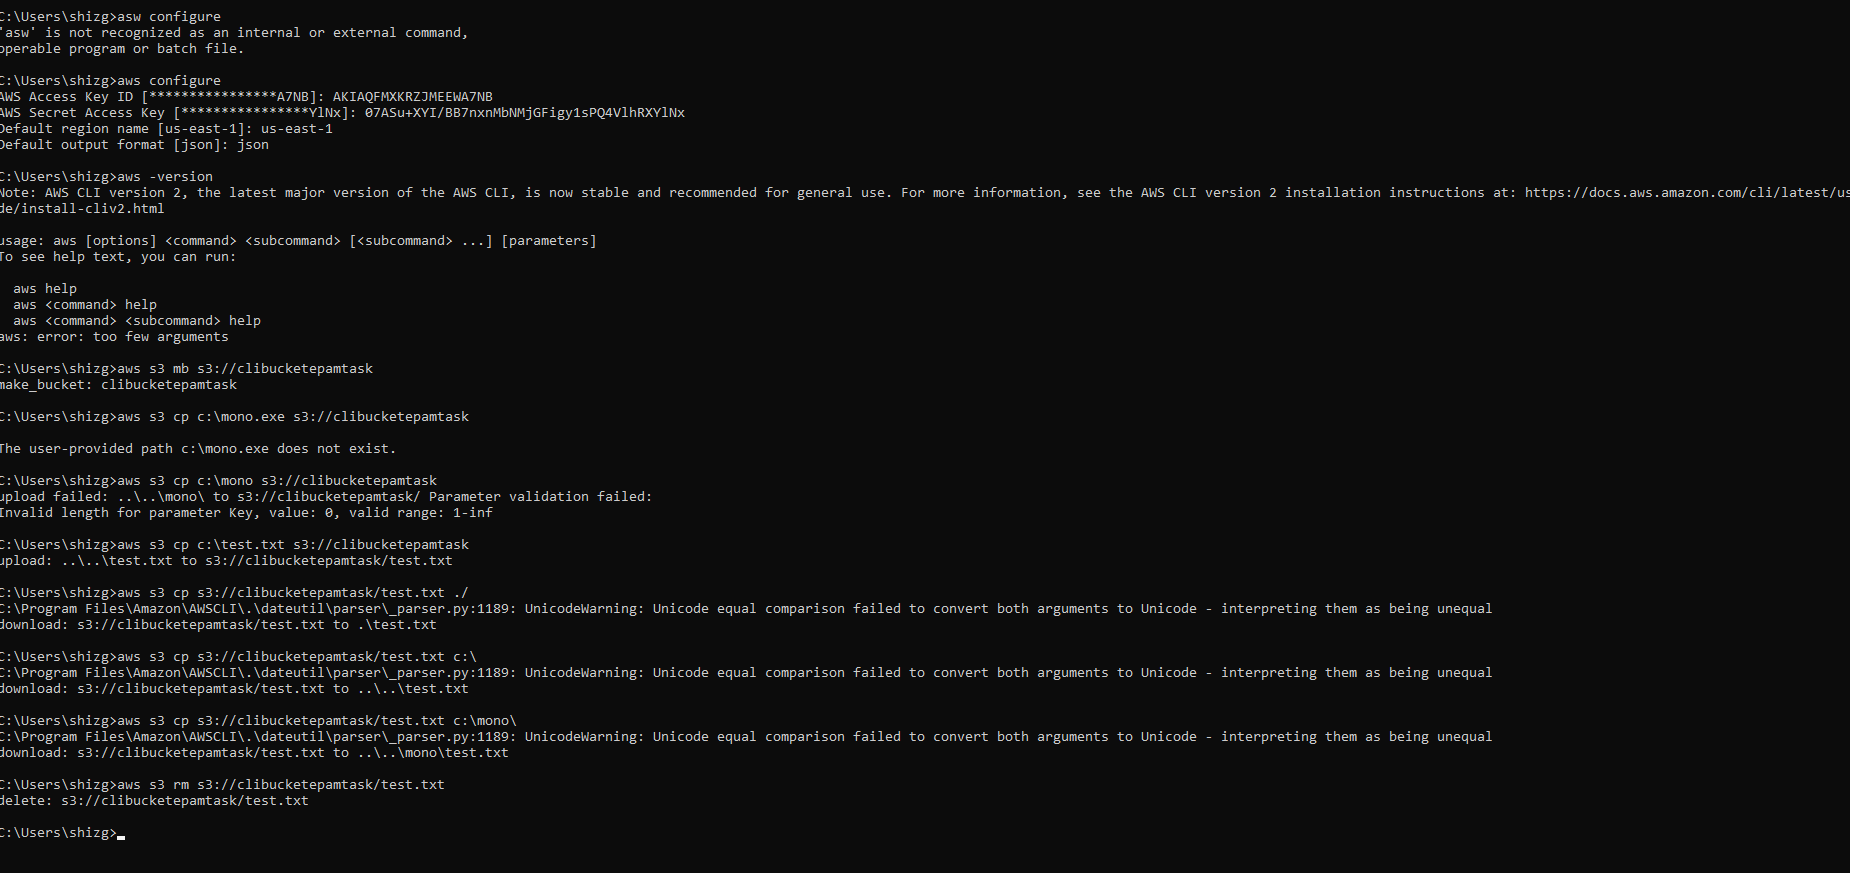 C:\Users\shizg>asw configure
'asw' is not recognized as an internal or external command,
operable program or batch file.
C:\Users\shizg>aws configure
AWS Access Key ID [****************A7NB]: AKIAQFMXKRZJMEEWA7NB
AWS Secret Access Key [****************YlNx]: 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
Default region name [us-east-1]: us-east-1
Default output format [json]: json
C:\Users\shizg>aws -version
Note: AWS CLI version 2, the latest major version of the AWS CLI, is now stable and recommended for general use. For more information, see the AWS CLI version 2 installation instructions at: https://docs.aws.amazon.com/cli/latest/us
de/install-cliv2.html
usage: aws [options] <command> <subcommand> [<subcommand> ...] [parameters]
To see help text, you can run:
aws help
aws <command> help
aws <command> <subcommand> help
aws: error: too few arguments
C:\Users\shizg>aws s3 mb s3://clibucketepamtask
make_bucket: clibucketepamtask
C:\Users\shizg>aws s3 cp c:\mono.exe s3://clibucketepamtask
The user-provided path c:\mono.exe does not exist.
C:\Users\shizg>aws s3 cp c:\mono s3://clibucketepamtask
upload failed: ..\..\mono\ to s3://clibucketepamtask/ Parameter validation failed:
Invalid length for parameter Key, value: 0, valid range: 1-inf
C:\Users\shizg>aws s3 cp c:\test.txt s3://clibucketepamtask
upload: ..\..\test.txt to s3://clibucketepamtask/test.txt
C:\Users\shizg>aws s3 cp s3://clibucketepamtask/test.txt ./
C:\Program Files\Amazon\AWSCLI\.\dateutil\parser\_parser.py:1189: UnicodeWarning: Unicode equal comparison failed to convert both arguments to Unicode - interpreting them as being unequal
download: s3://clibucketepamtask/test.txt to .\test.txt
C:\Users\shizg>aws s3 cp s3://clibucketepamtask/test.txt c:\
C:\Program Files\Amazon\AWSCLI\.\dateutil\parser\_parser.py:1189: UnicodeWarning: Unicode equal comparison failed to convert both arguments to Unicode - interpreting them as being unequal
download: s3://clibucketepamtask/test.txt to ..\..\test.txt
C:\Users\shizg>aws s3 cp s3://clibucketepamtask/test.txt c:\mono\
C:\Program Files\Amazon\AWSCLI\.\dateutil\parser\_parser.py:1189: UnicodeWarning: Unicode equal comparison failed to convert both arguments to Unicode - interpreting them as being unequal
download: s3://clibucketepamtask/test.txt to ..\..\mono\test.txt
C:\Users\shizg>aws s3 rm s3://clibucketepamtask/test.txt
delete: s3://clibucketepamtask/test.txt
C:\Users\shizg>